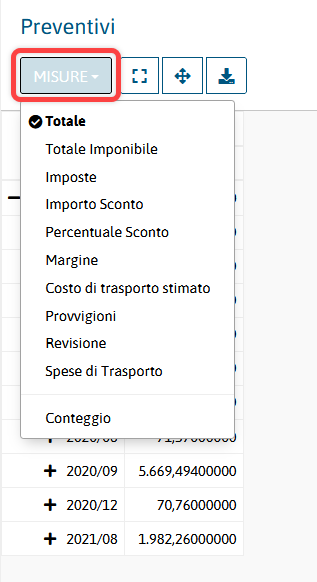 Preventivi
MISURE
Totale
Totale Imponibile
Imposte
Importo Sconto
Percentuale Sconto
Margine
Costo di trasporto stimato
Provvigioni
Revisione
Spese di Trasporto
Conteggio
2020/09 5.669,49400000
2020/12 70,76000000
2021/08 1.982,26000000